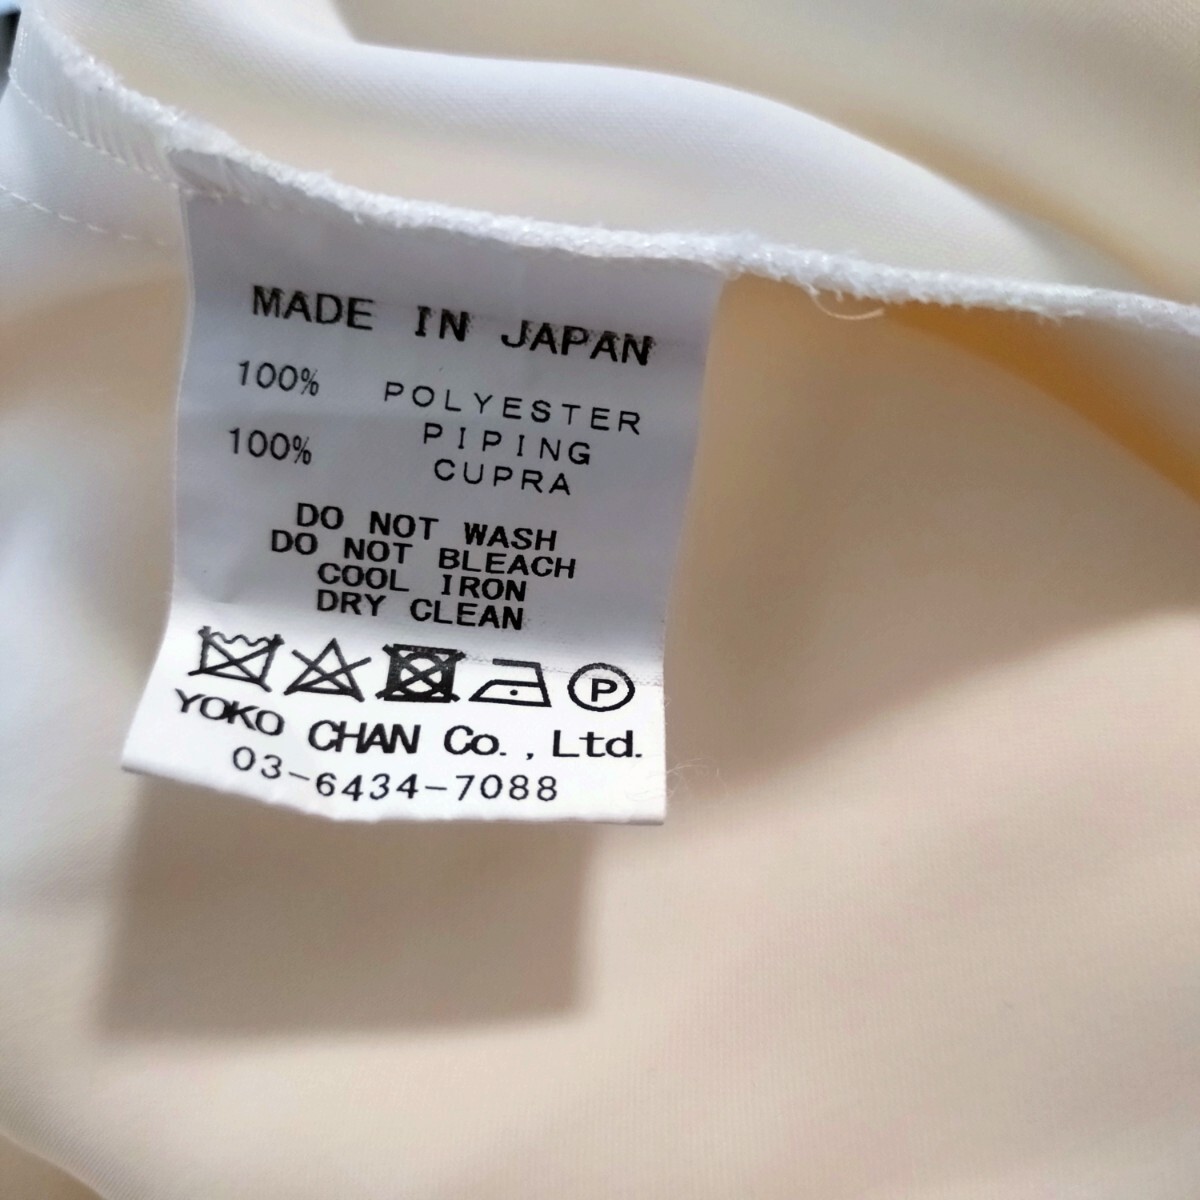 MADE IN JAPAN
100% POLYESTER
PIPING
100% CUPRA
DO NOT WASH
DO NOT BLEACH
COOL IRON
DRY CLEAN
P
YOKO CHAN Co., Ltd.
03-6434-7088